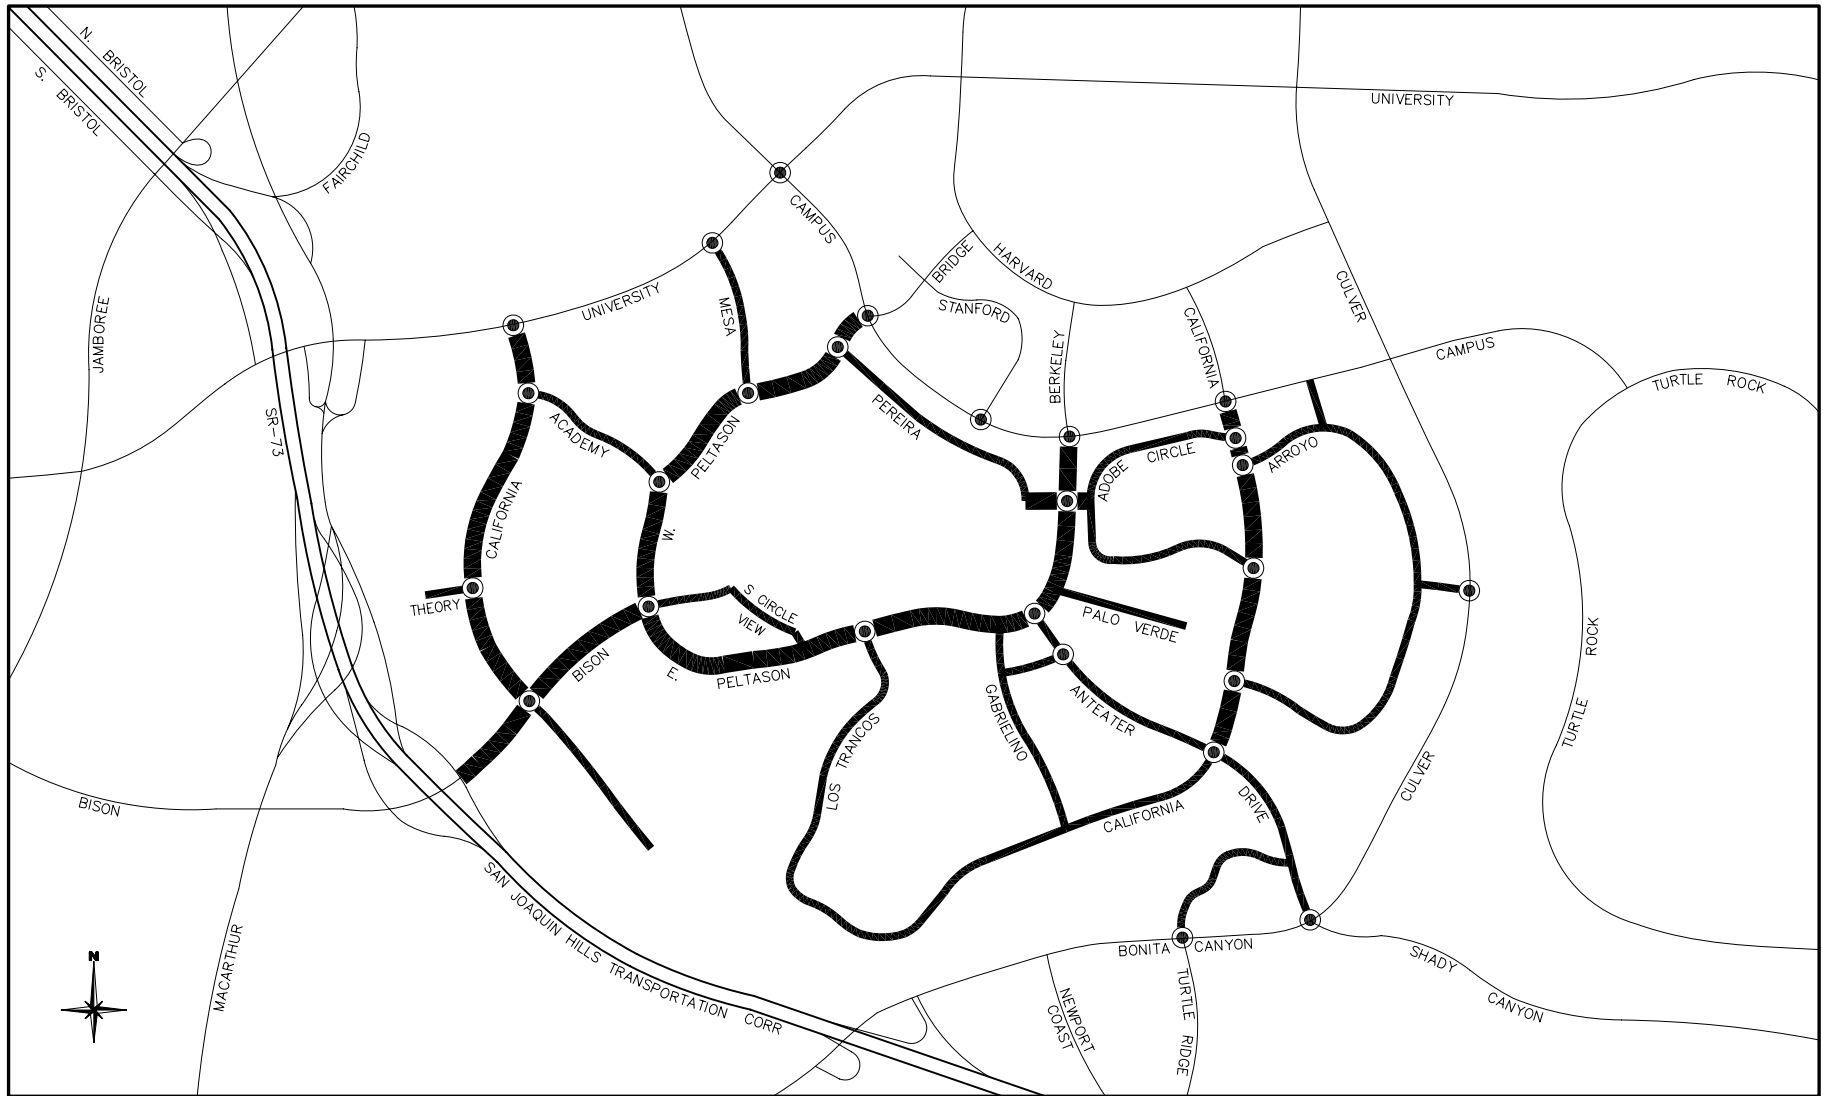 N. BRISTOL
S. BRISTOL
FAIRCHILD
UNIVERSITY
CAMPUS
BRIDGE
HARVARD
STANFORD
CULVER
JAMBOREE
UNIVERSITY
MESA
BERKELEY
CALIFORNIA
CAMPUS
TURTLE ROCK
SR-73
ACADEMY
PELTASON
PEREIRA
ADOBE CIRCLE
ARROYO
CALIFORNIA
W.
THEORY
S CIRCLE
VIEW
PALO VERDE
BISON
E. PELTASON
GABRIELINO
ANTEATER
DRIVE
LOS TRANCOS
CALIFORNIA
CULVER
TURTLE ROCK
BISON
SAN JOAQUIN HILLS TRANSPORTATION CORR
MACARTHUR
N
BONITA CANYON
SHADY CANYON
NEWPORT
COAST
TURTLE RIDGE